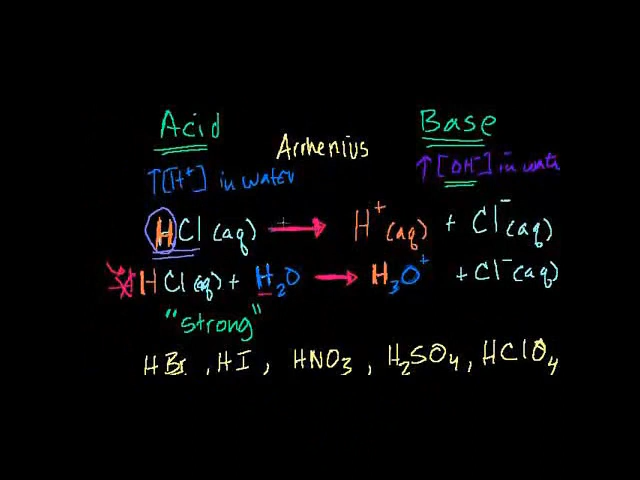 Acid Arrhenius Base
↑[H⁺] in water ↑[OH⁻] in wate
HCl (aq) → H⁺(aq) + Cl⁻(aq)
HCl(aq) + H₂O → H₃O⁺ + Cl⁻(aq)
"strong"
HBr, HI, HNO₃, H₂SO₄, HClO₄